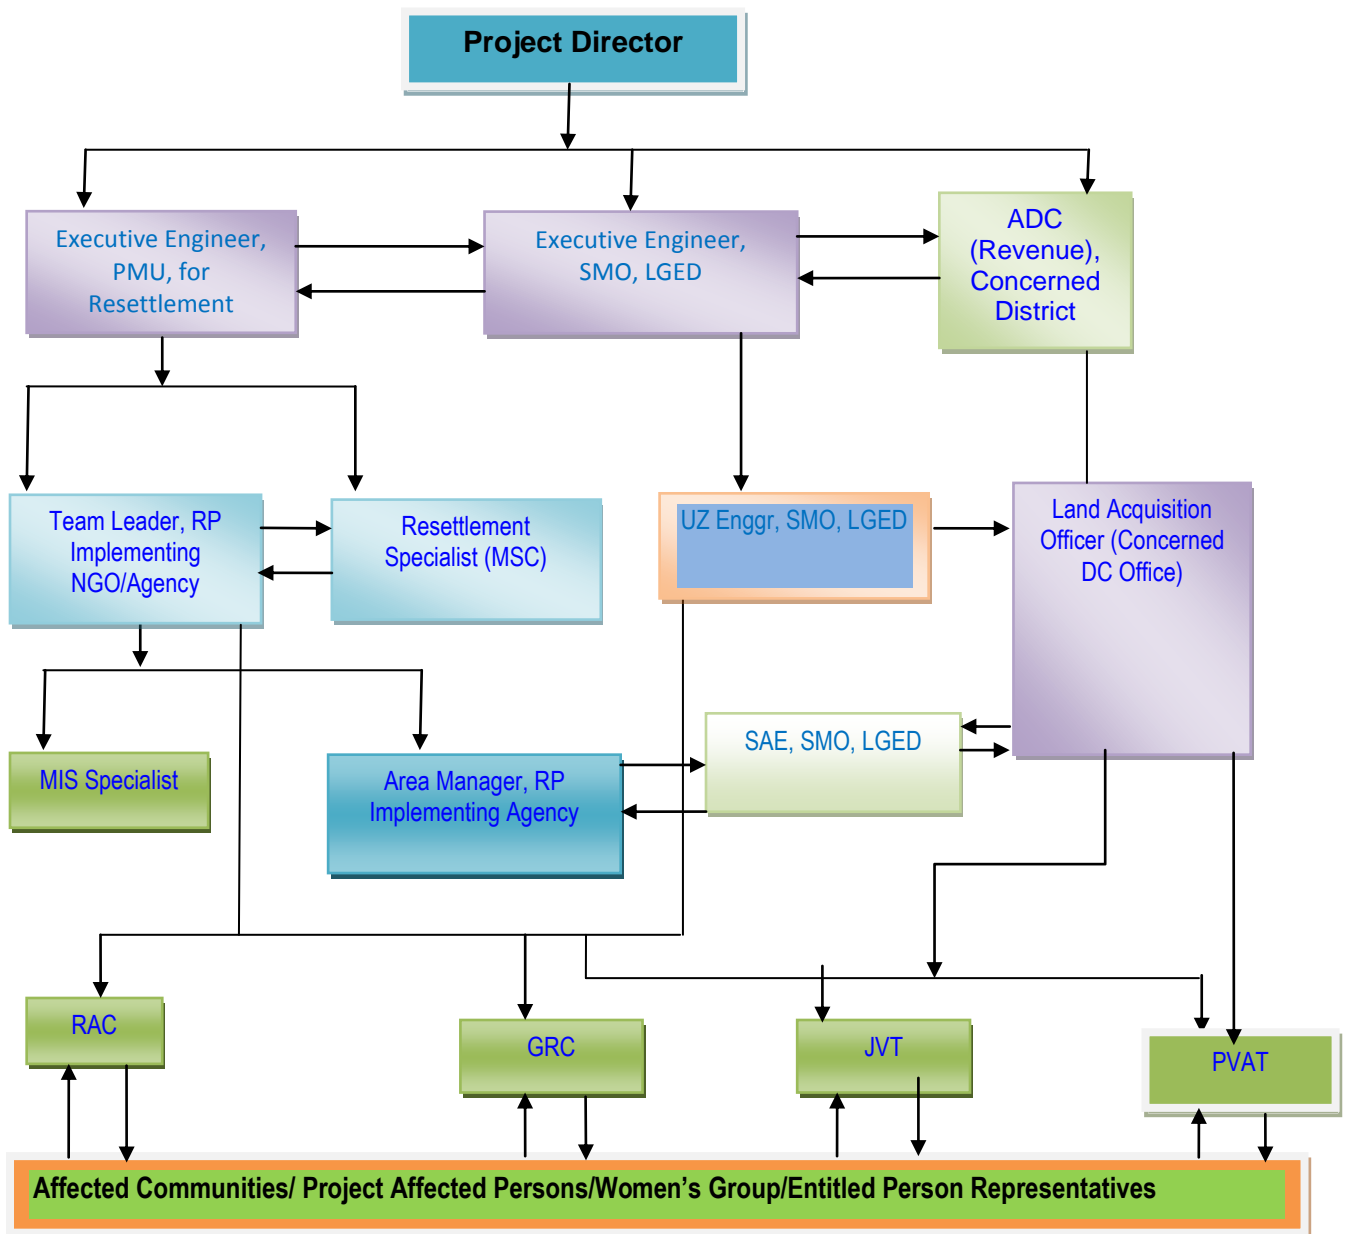 Project Director
Executive Engineer,
PMU, for
Resettlement
Executive Engineer,
SMO, LGED
ADC
(Revenue),
Concerned
District
Team Leader, RP
Implementing
NGO/Agency
Resettlement
Specialist (MSC)
UZ Enggr, SMO, LGED
Land Acquisition
Officer (Concerned
DC Office)
MIS Specialist
Area Manager, RP
Implementing Agency
SAE, SMO, LGED
RAC
GRC
JVT
PVAT
Affected Communities/ Project Affected Persons/Women’s Group/Entitled Person Representatives